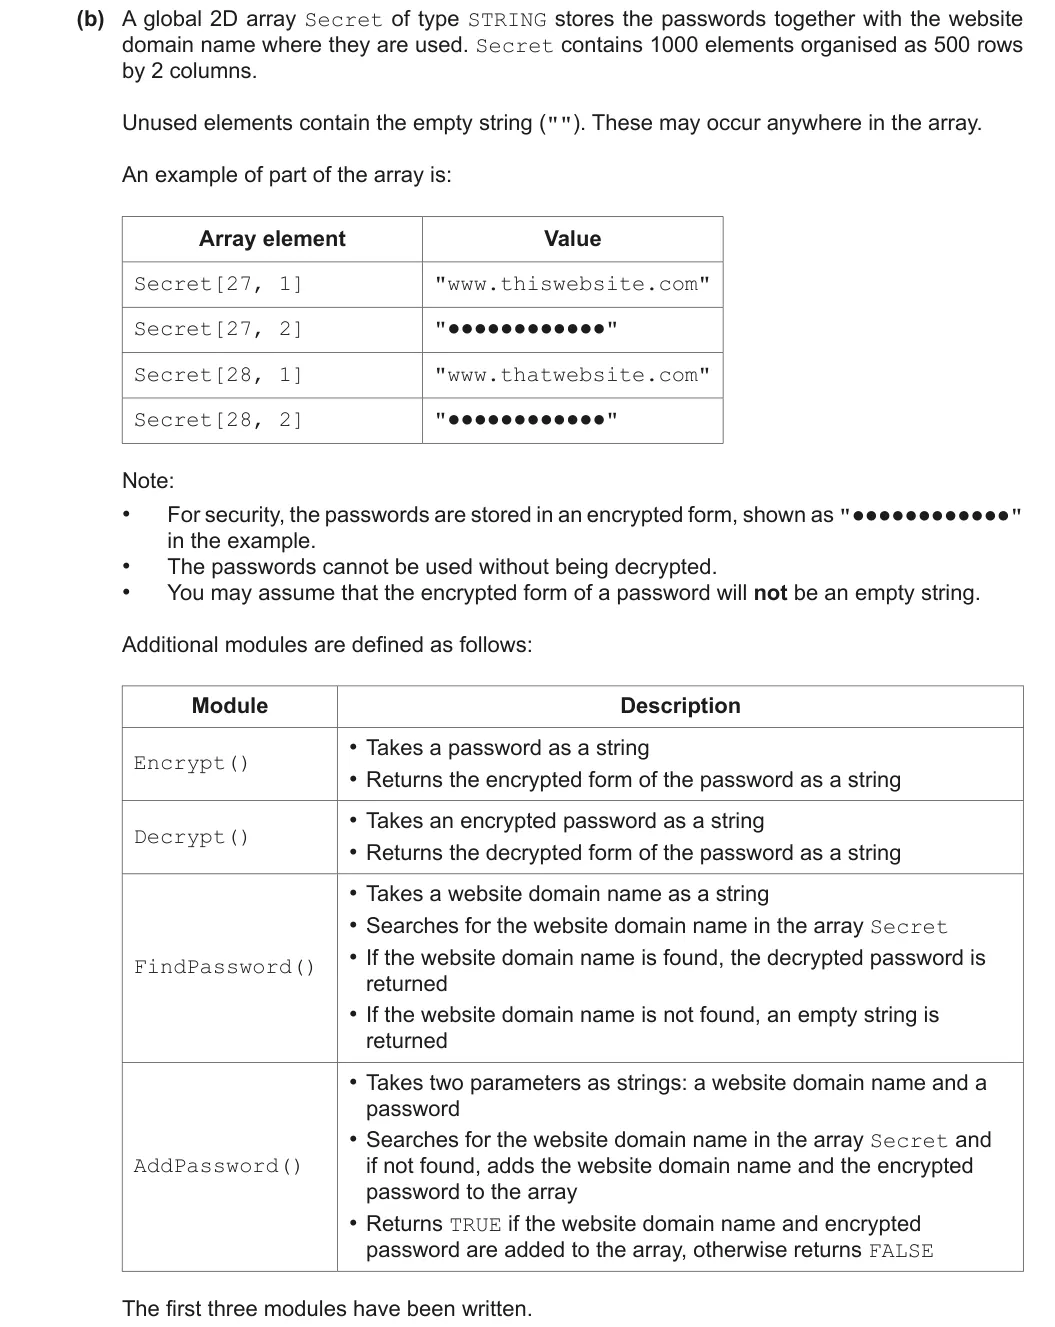 (b) A global 2D array Secret of type STRING stores the passwords together with the website
domain name where they are used. Secret contains 1000 elements organised as 500 rows
by 2 columns.
Unused elements contain the empty string (""). These may occur anywhere in the array.
An example of part of the array is:
Array element Value
Secret[27, 1] "www.thiswebsite.com"
Secret[27, 2] "●●●●●●●●●●●●"
Secret[28, 1] "www.thatwebsite.com"
Secret[28, 2] "●●●●●●●●●●●●"
Note:
• For security, the passwords are stored in an encrypted form, shown as "●●●●●●●●●●●●"
in the example.
• The passwords cannot be used without being decrypted.
• You may assume that the encrypted form of a password will not be an empty string.
Additional modules are defined as follows:
Module Description
Encrypt()
• Takes a password as a string
• Returns the encrypted form of the password as a string
Decrypt()
• Takes an encrypted password as a string
• Returns the decrypted form of the password as a string
FindPassword()
• Takes a website domain name as a string
• Searches for the website domain name in the array Secret
• If the website domain name is found, the decrypted password is
returned
• If the website domain name is not found, an empty string is
returned
AddPassword()
• Takes two parameters as strings: a website domain name and a
password
• Searches for the website domain name in the array Secret and
if not found, adds the website domain name and the encrypted
password to the array
• Returns TRUE if the website domain name and encrypted
password are added to the array, otherwise returns FALSE
The first three modules have been written.